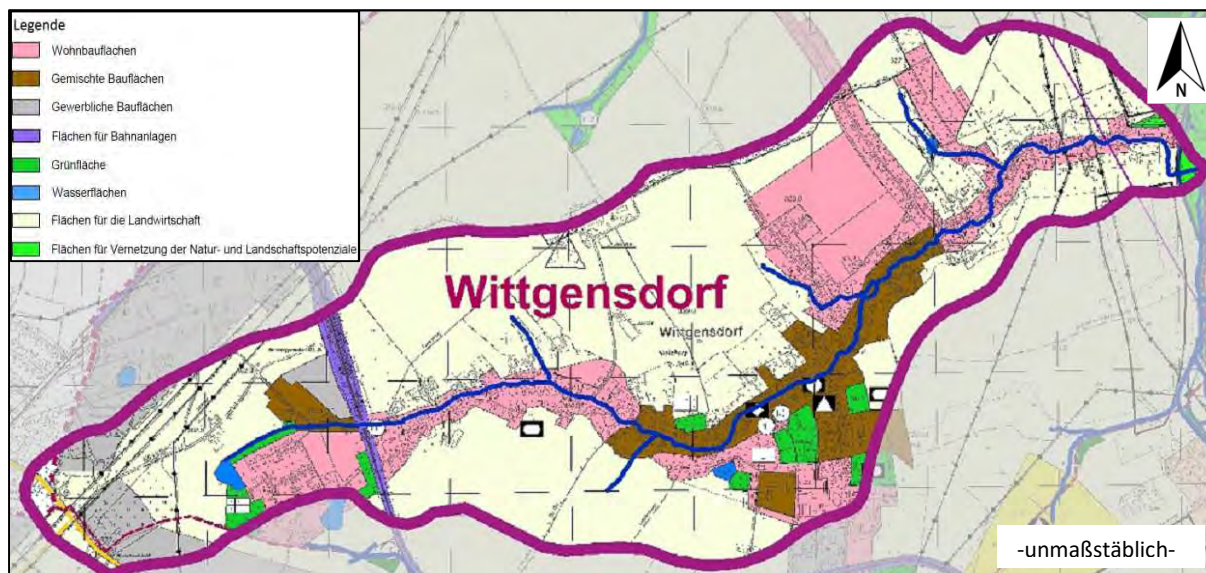 Legende
Wohnbauflächen
Gemischte Bauflächen
Gewerbliche Bauflächen
Flächen für Bahnanlagen
Grünfläche
Wasserflächen
Flächen für die Landwirtschaft
Flächen für Vernetzung der Natur- und Landschaftspotenziale
N
Wittgensdorf
Wittgensdorf
-unmaßstäblich-